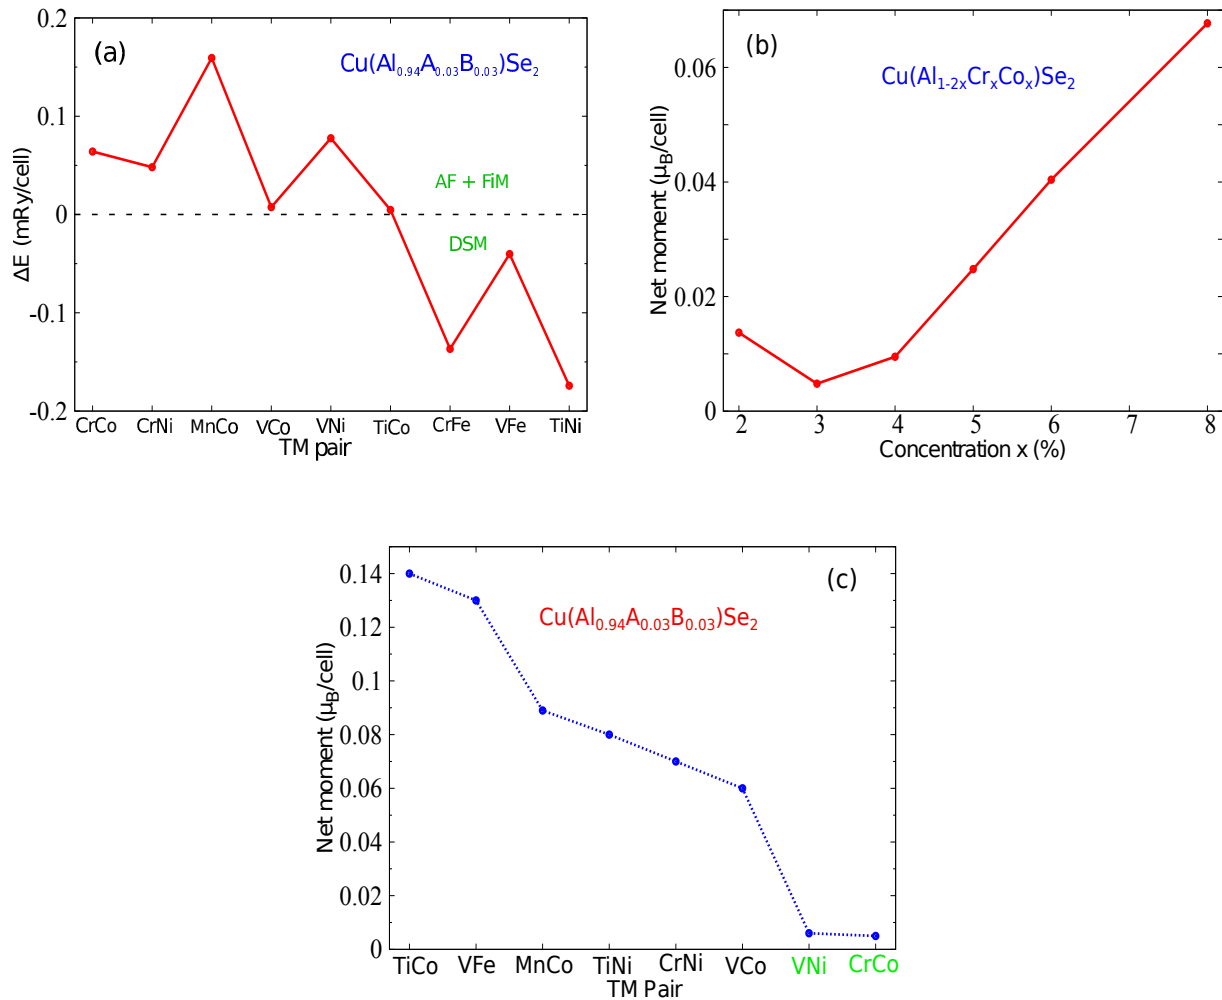 (a)
Cu(Al0.94A0.03B0.03)Se2
0.2
0.1
0
-0.1
-0.2
ΔE (mRy/cell)
AF + FiM
DSM
CrCo CrNi MnCo VCo VNi TiCo CrFe VFe TiNi
TM pair
(b)
Cu(Al1-2xCrxCox)Se2
0.06
0.04
0.02
0
Net moment (μB/cell)
2 3 4 5 6 7 8
Concentration x (%)
(c)
Cu(Al0.94A0.03B0.03)Se2
0.14
0.12
0.1
0.08
0.06
0.04
0.02
0
Net moment (μB/cell)
TiCo VFe MnCo TiNi CrNi VCo VNi CrCo
TM Pair